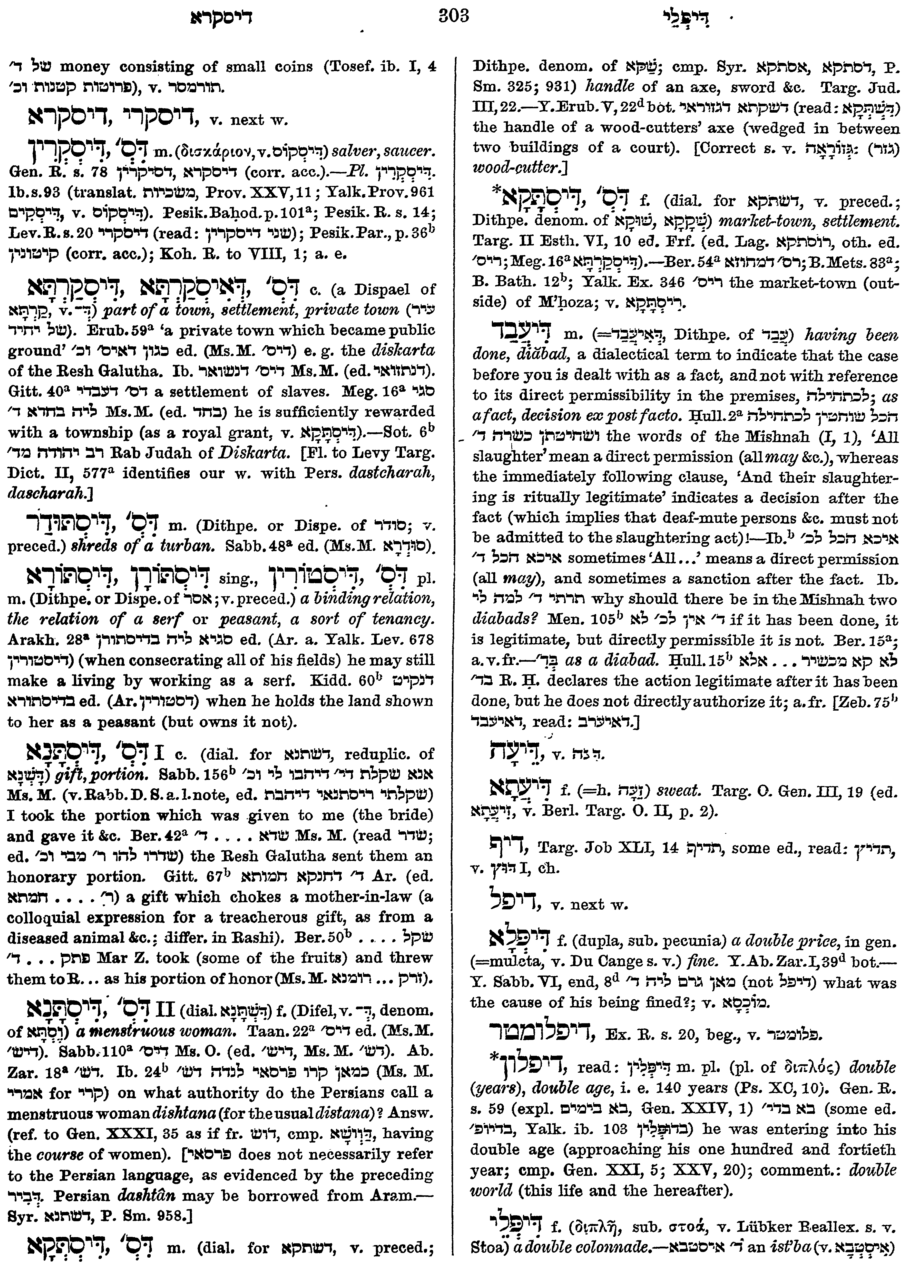 דיסקרא
303
דִּיפְּלֵי
של ד' money consisting of small coins (Tosef. ib. I, 4
פרוטות קטנות וכ'), v. תורמסר.
דיסקרי, דיסקרא, v. next w.
דִּיסְקְרִין, דִּסְ' m. (δισκάριον, v. דִּיסְקוֹס) salver, saucer.
Gen. R. s. 78 דיסקרא, דסיקרין (corr. acc.).—Pl. דִּיסְקְרִין.
Ib. s. 93 (translat. משכיות, Prov. XXV, 11; Yalk. Prov. 961
דִּיסְקִים, v. דִּיסְקוֹס). Pesik. Bahod. p. 101a; Pesik. R. s. 14;
Lev. R. s. 20 שני דיסקרי (read: דיסקרין); Pesik. Par., p. 36b
קיטונין (corr. acc.); Koh. R. to VIII, 1; a. e.
דִּיסְקַרְתָּא, דְּאִיסְקַרְתָּא, דִּסְ' c. (a Dispael of
קַרְתָּא, v. דְּ־) part of a town, settlement, private town (עיר
של יחיד). Erub. 59a 'a private town which became public
ground' כגון דאיס' וכ' ed. (Ms. M. דיס') e. g. the diskarta
of the Resh Galutha. Ib. דיס' דנשואר Ms. M. (ed. דנתזואי).
Gitt. 40a דס' דעבדי a settlement of slaves. Meg. 16a סגי
ליה בחדא ד' Ms. M. (ed. בחד) he is sufficiently rewarded
with a township (as a royal grant, v. דִּיסְתְּקָא).—Sot. 6b
רב יהודה מד' Rab Judah of Diskarta. [Fl. to Levy Targ.
Dict. II, 577a identifies our w. with Pers. dastcharah,
dascharah.]
דִּיסְתּוּדָר, דִּסְ' m. (Dithpe. or Dispe. of סודר; v.
preced.) shreds of a turban. Sabb. 48a ed. (Ms. M. סוּדָּרָא).
דִּיסְתּוֹרָא, דִּיסְתּוֹרָן sing., דִּיסְטוֹרִין, דִּסְ' pl.
m. (Dithpe. or Dispe. of אסר; v. preced.) a binding relation,
the relation of a serf or peasant, a sort of tenancy.
Arakh. 28a סגיא ליה בדיסתורן ed. (Ar. a. Yalk. Lev. 678
דיסטורין) (when consecrating all of his fields) he may still
make a living by working as a serf. Kidd. 60b דנקיט
בדיסתורא ed. (Ar. דסטורין) when he holds the land shown
to her as a peasant (but owns it not).
דִּיסְתְּנָא, דִּסְ' I c. (dial. for דשתנא, reduplic. of
דָּשְׁנָא) gift, portion. Sabb. 156b אנא שקלת די' דיהבו לי וכ'
Ms. M. (v. Rabb. D. S. a. l. note, ed. שקלתי ריסתנאי דיהבת)
I took the portion which was given to me (the bride)
and gave it &c. Ber. 42a שדא .... ד' Ms. M. (read שדר;
ed. שדרו להו ר' מבי וכ') the Resh Galutha sent them an
honorary portion. Gitt. 67b ד' דחנקא חמותא Ar. (ed.
ר' .... חמתא) a gift which chokes a mother-in-law (a
colloquial expression for a treacherous gift, as from a
diseased animal &c.; differ. in Rashi). Ber. 50b .... שקל
פתק ... ד' Mar Z. took (some of the fruits) and threw
them to R... as his portion of honor (Ms. M. זרק ... רומנא).
דִּיסְתְּנָא, דִּסְ' II (dial. דִּשְׁתָּנָא) f. (Difel, v. דְּ־, denom.
of וֶסְתָּא) a menstruous woman. Taan. 22a דיס' ed. (Ms. M.
דיש'). Sabb. 110a דיס' Ms. O. (ed. דיש', Ms. M. דש'). Ab.
Zar. 18a דש'. Ib. 24b כמאן קרו פרסאי לנדה דש' (Ms. M.
אמרי for קרי) on what authority do the Persians call a
menstruous woman dishtana (for the usual distana)? Answ.
(ref. to Gen. XXXI, 35 as if fr. דוש, cmp. דְּוְושָׁא, having
the course of women). [פרסאי does not necessarily refer
to the Persian language, as evidenced by the preceding
דְּבִיר. Persian dashtân may be borrowed from Aram.—
Syr. דשתנא, P. Sm. 958.]
דִּיסְתְּקָא, דִּסְ' m. (dial. for דשתקא, v. preced.;
Dithpe. denom. of שָׁקָא; cmp. Syr. דסתקא, אסתקא, P.
Sm. 325; 931) handle of an axe, sword &c. Targ. Jud.
III, 22.—Y. Erub. V, 22d bot. דשקתא דגזוראי (read: דִּשְׁתְּקָא)
the handle of a wood-cutters' axe (wedged in between
two buildings of a court). [Correct s. v. גְּזוֹרָאָה: (גזר)
wood-cutter.]
*דִּיסְתְּקָא, דִּסְ' f. (dial. for דשתקא, v. preced.;
Dithpe. denom. of שׁוּקָא, שְׁקָקָא) market-town, settlement.
Targ. II Esth. VI, 10 ed. Frf. (ed. Lag. רוסתקא, oth. ed.
ריס'); Meg. 16a דִּיסְקַרְתָּא).—Ber. 54a רס' דמחוזא; B. Mets. 83a;
B. Bath. 12b; Yalk. Ex. 346 דיס' the market-town (out-
side) of M'hoza; v. רִיסְתְּקָא.
דִּיעֲבַד m. (=דְּאִיעֲבַד, Dithpe. of עבד) having been
done, diăbad, a dialectical term to indicate that the case
before you is dealt with as a fact, and not with reference
to its direct permissibility in the premises, לכתחילה; as
a fact, decision ex post facto. Hull. 2a הכל שוחטין לכתחילה
ושחיטתן כשרה ד' the words of the Mishnah (I, 1), 'All
slaughter' mean a direct permission (all may &c.), whereas
the immediately following clause, 'And their slaughter-
ing is ritually legitimate' indicates a decision after the
fact (which implies that deaf-mute persons &c. must not
be admitted to the slaughtering act)!—Ib.b איכא הכל לכ'
איכא הכל ד' sometimes 'All...' means a direct permission
(all may), and sometimes a sanction after the fact. Ib.
תרתי ד' למה לי why should there be in the Mishnah two
diabads? Men. 105b ד' אין לכ' לא if it has been done, it
is legitimate, but directly permissible it is not. Ber. 15a;
a. v. fr.—בְּד' as a diabad. Hull. 15b לא קא מכשיר ... אלא
בד' R. H. declares the action legitimate after it has been
done, but he does not directly authorize it; a. fr. [Zeb. 75b
דאיעבד, read: דאיערב.]
דֵּיעָה, v. דֵּעָה.
דִּיעֲתָא f. (=h. זֵעָה) sweat. Targ. O. Gen. III, 19 (ed.
זִיעֲתָא, v. Berl. Targ. O. II, p. 2).
דיף, Targ. Job XLI, 14 תדיף, some ed., read: תדיץ,
v. דּוּץ I, ch.
דיפל, v. next w.
דִּיפְּלָא f. (dupla, sub. pecunia) a double price, in gen.
(=mulcta, v. Du Cange s. v.) fine. Y. Ab. Zar. I, 39d bot.—
Y. Sabb. VI, end, 8d מאן גרם ליה ד' (not דיפל) what was
the cause of his being fined?; v. מוֹכְסָא.
דיפלומטר, Ex. R. s. 20, beg., v. פלומטר.
*דיפלון, read: דִּיפְּלִין m. pl. (pl. of διπλός) double
(years), double age, i. e. 140 years (Ps. XC, 10). Gen. R.
s. 59 (expl. בא בימים, Gen. XXIV, 1) בא בדי' (some ed.
בדיופ', Yalk. ib. 103 בדופלין) he was entering into his
double age (approaching his one hundred and fortieth
year; cmp. Gen. XXI, 5; XXV, 20); comment.: double
world (this life and the hereafter).
דִּיפְּלֵי f. (διπλῆ, sub. στοά, v. Lübker Reallex. s. v.
Stoa) a double colonnade.—ד' איסטבא an ist'ba (v. אִיסְטְבָא)